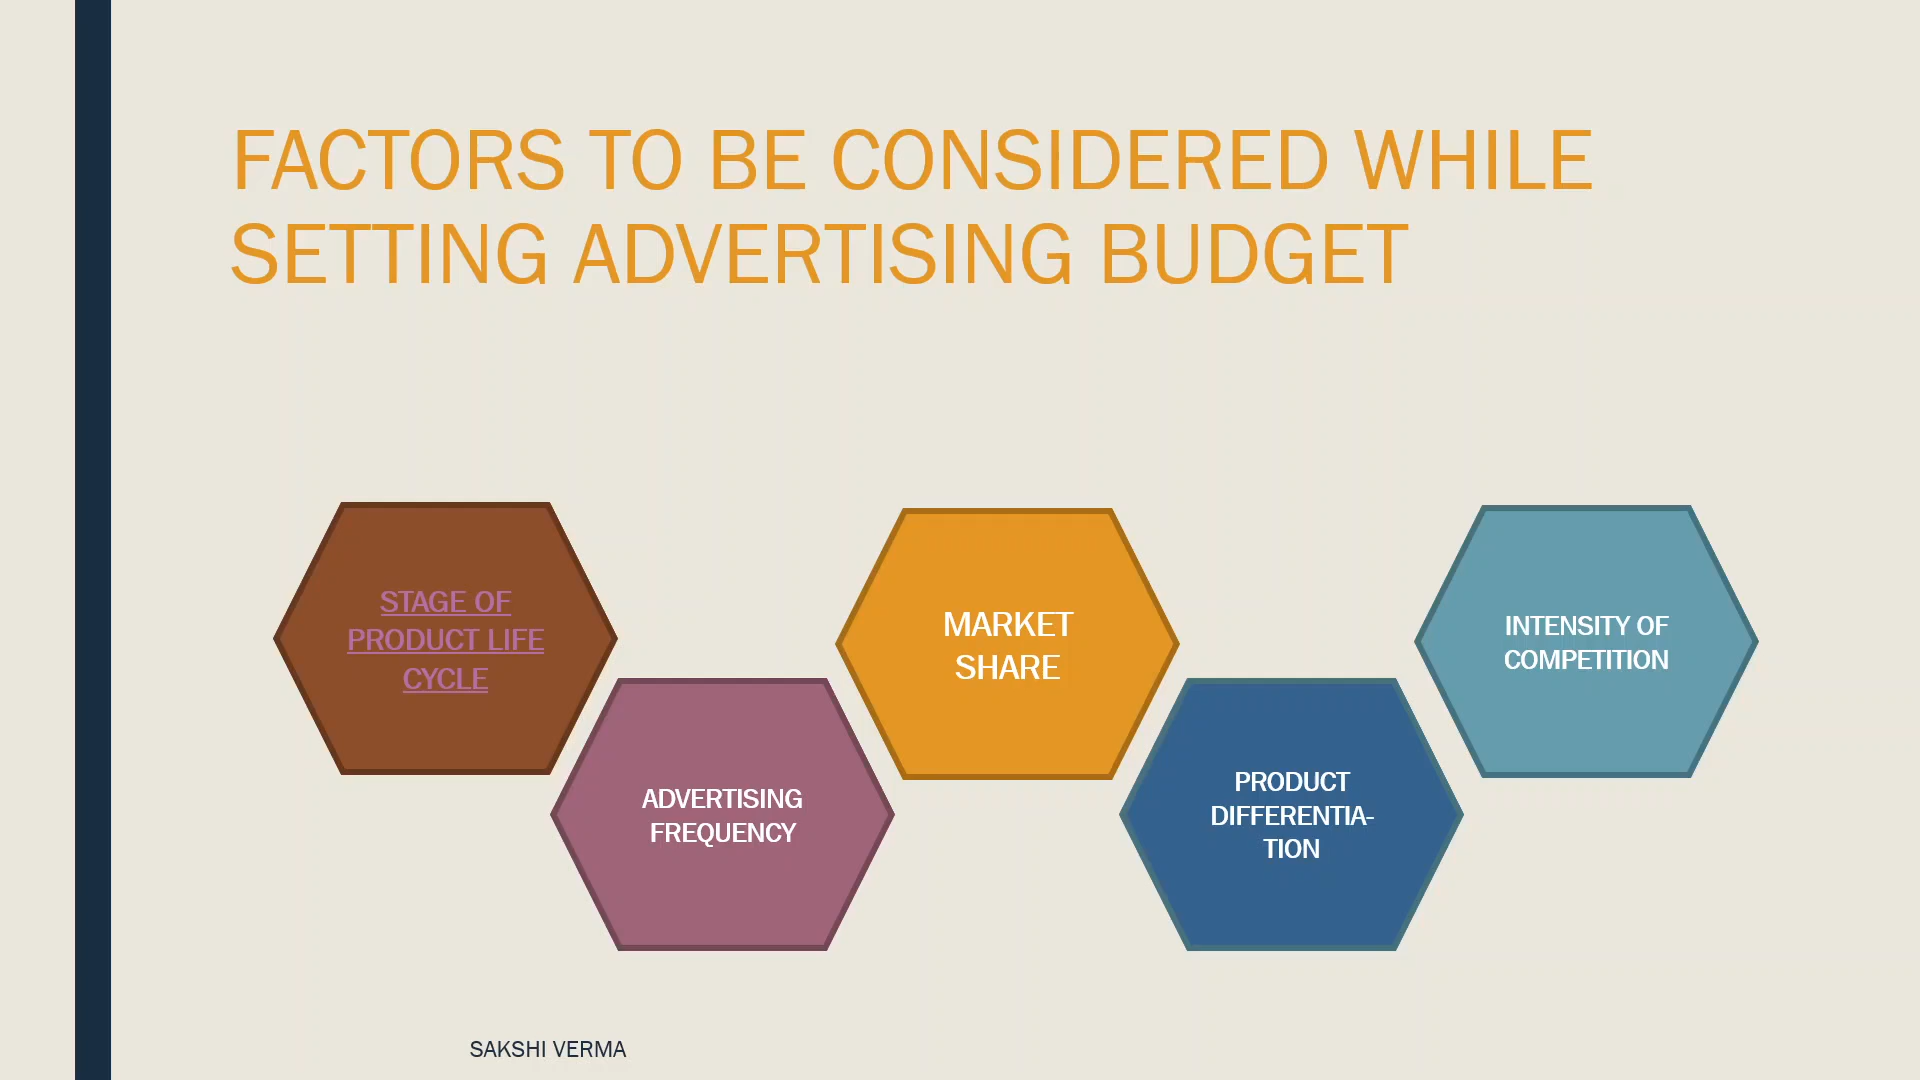 FACTORS TO BE CONSIDERED WHILE
SETTING ADVERTISING BUDGET
STAGE OF
PRODUCT LIFE
CYCLE
ADVERTISING
FREQUENCY
MARKET
SHARE
PRODUCT
DIFFERENTIA-
TION
INTENSITY OF
COMPETITION
SAKSHI VERMA